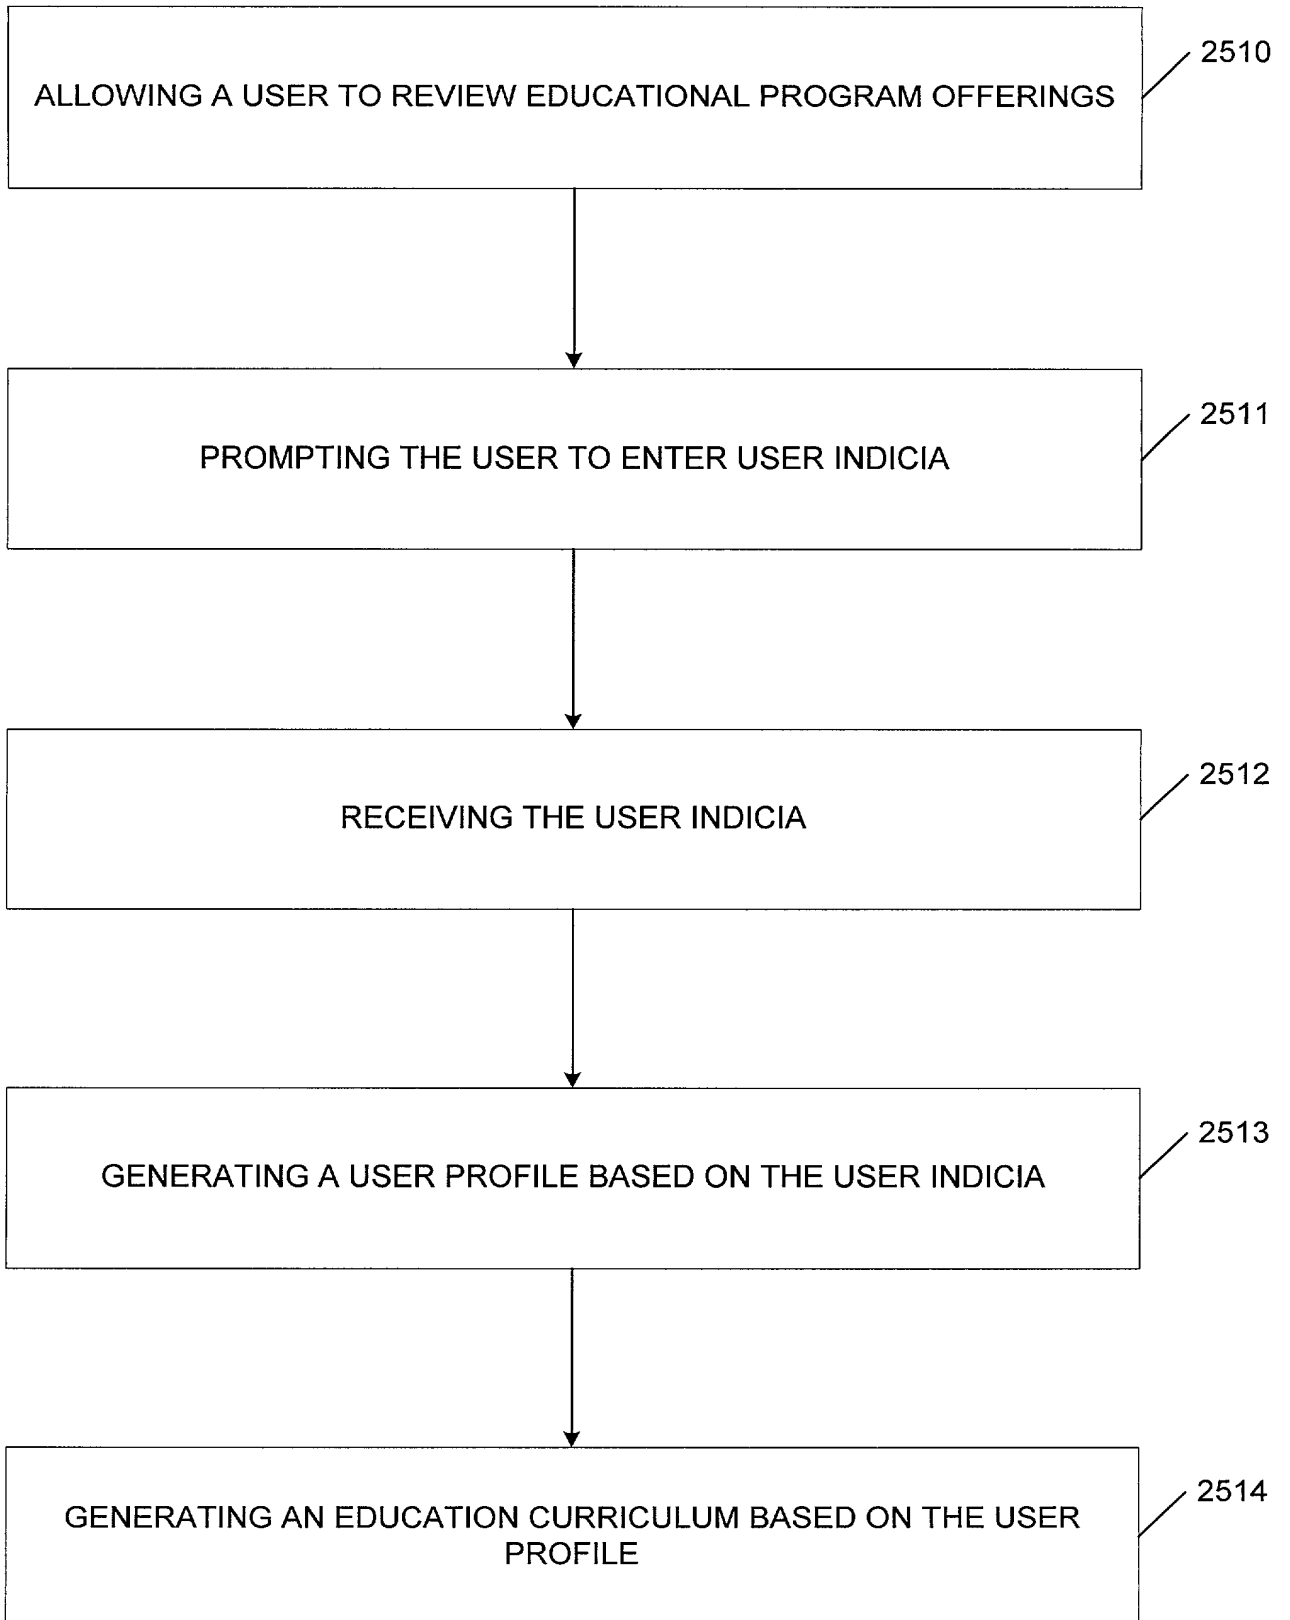 2510
ALLOWING A USER TO REVIEW EDUCATIONAL PROGRAM OFFERINGS
2511
PROMPTING THE USER TO ENTER USER INDICIA
2512
RECEIVING THE USER INDICIA
2513
GENERATING A USER PROFILE BASED ON THE USER INDICIA
2514
GENERATING AN EDUCATION CURRICULUM BASED ON THE USER
PROFILE